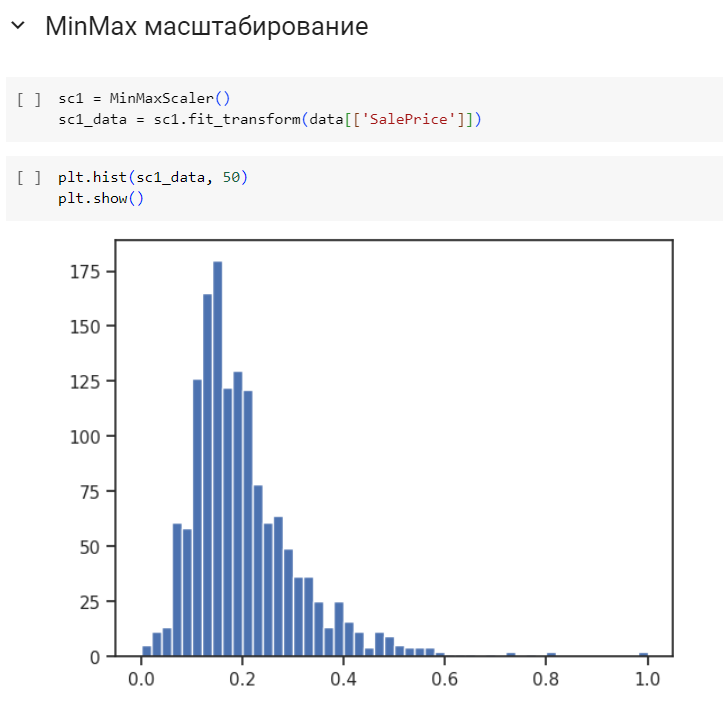 MinMax масштабирование
[ ] sc1 = MinMaxScaler()
sc1_data = sc1.fit_transform(data[['SalePrice']])
[ ] plt.hist(sc1_data, 50)
plt.show()
175
150
125
100
75
50
25
0
0.0 0.2 0.4 0.6 0.8 1.0